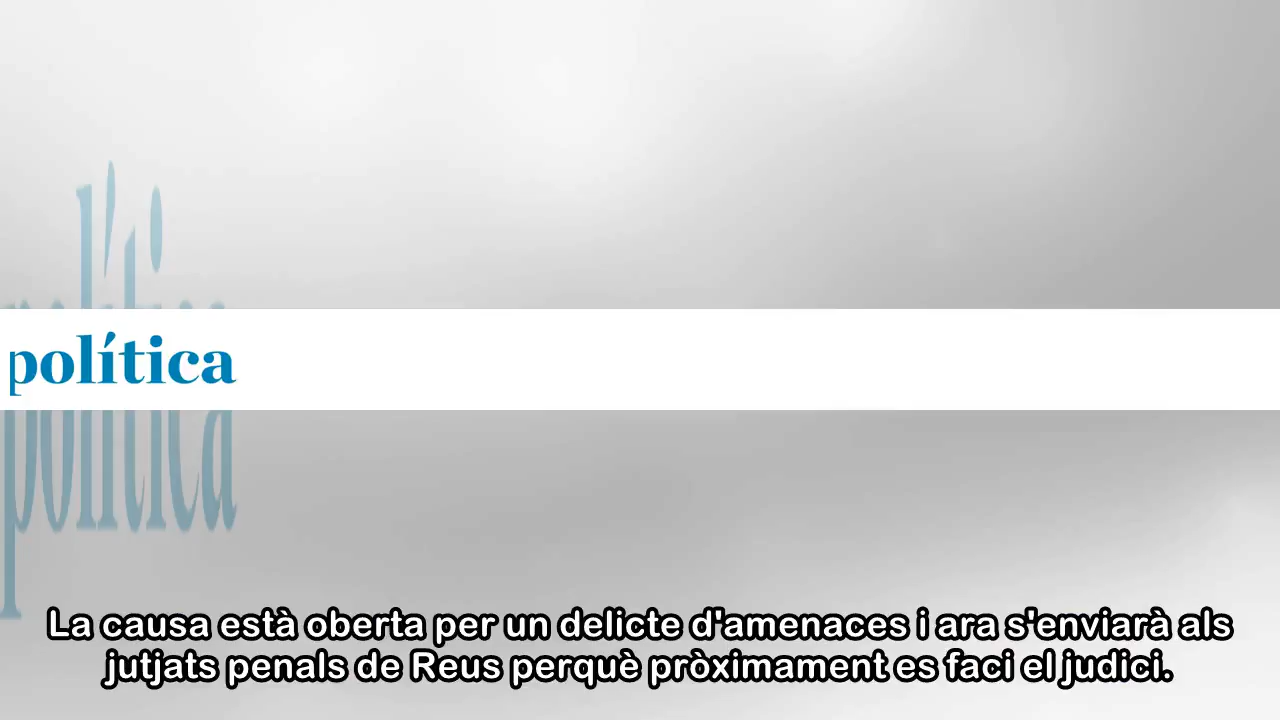 política
política
La causa està oberta per un delicte d'amenaces i ara s'enviarà als
jutjats penals de Reus perquè pròximament es faci el judici.